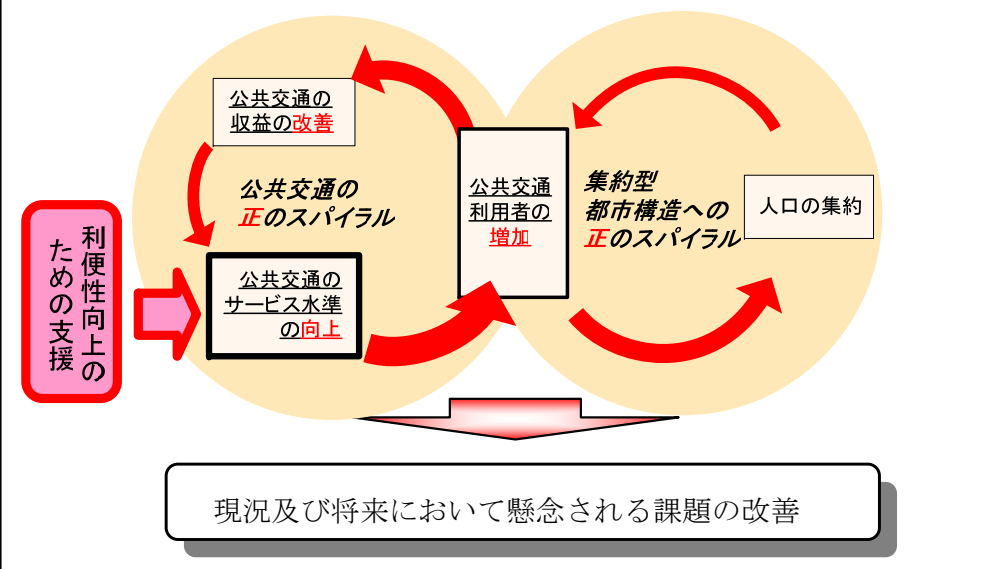 公共交通の
収益の改善
公共交通の
正のスパイラル
公共交通
利用者の
増加
集約型
都市構造への
正のスパイラル
人口の集約
利便性向上の
ための支援
公共交通の
サービス水準
の向上
現況及び将来において懸念される課題の改善